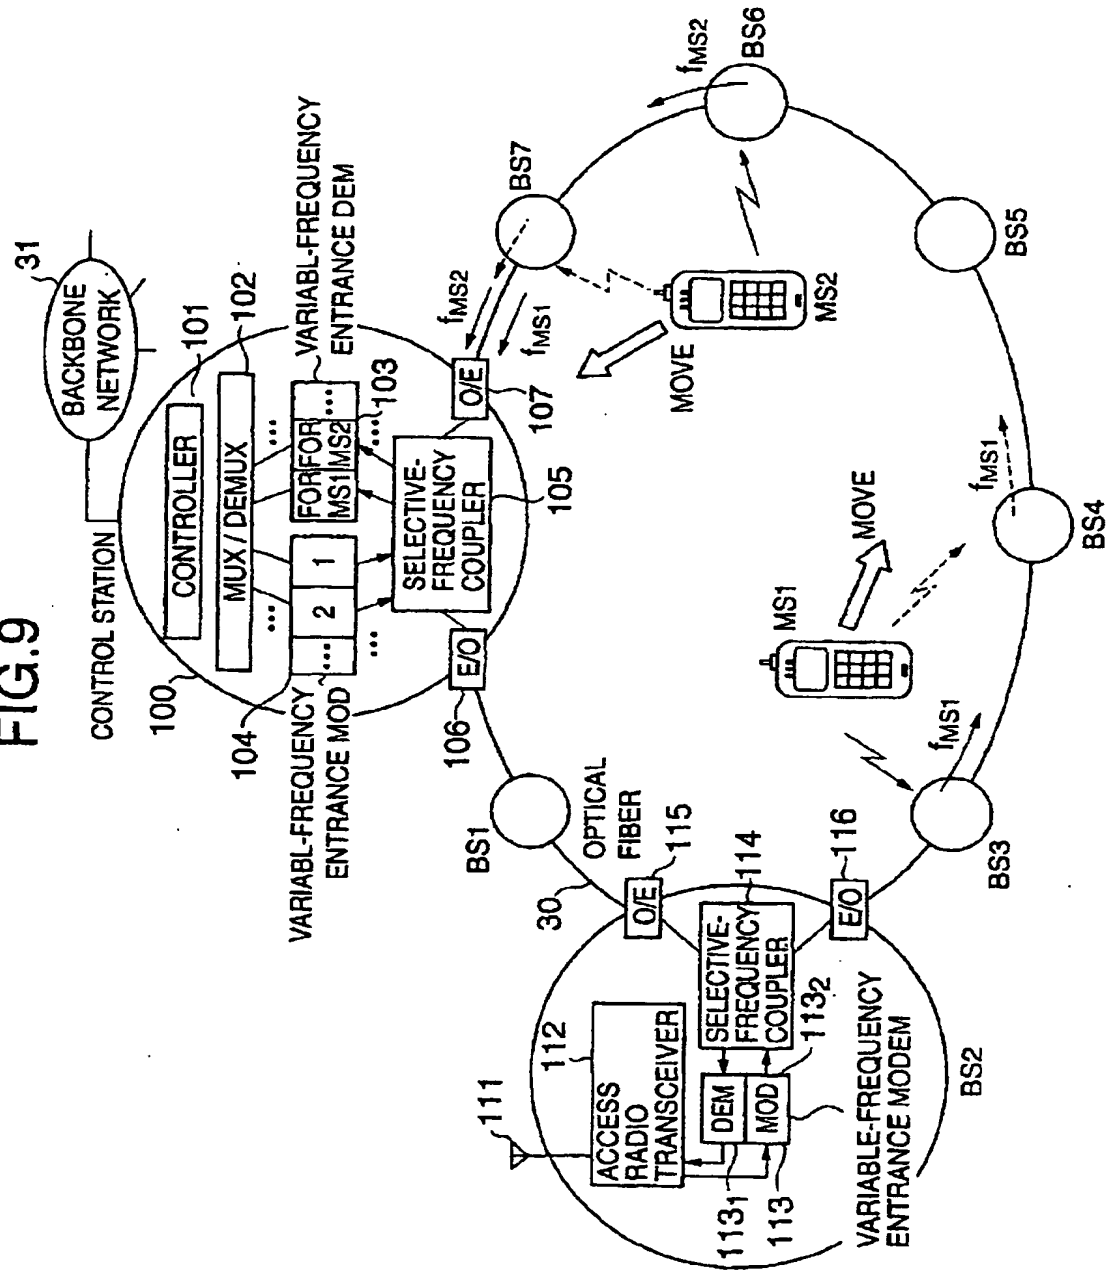 FIG.9
BACKBONE
NETWORK
31
CONTROL STATION
100
CONTROLLER
101
MUX / DEMUX
102
VARIABL-FREQUENCY
ENTRANCE DEM
...
...
... 2 1
FOR FOR ...
MS1 MS2
103
104
VARIABL-FREQUENCY
ENTRANCE MOD
...
...
SELECTIVE-
FREQUENCY
COUPLER
105
E/O
106
O/E
107
fMS2
fMS1
BS7
fMS2
BS6
BS1
OPTICAL
FIBER
30
MOVE
MS2
BS5
MS1
MOVE
fMS1
BS4
fMS1
BS3
O/E
115
SELECTIVE-
FREQUENCY
COUPLER
114
E/O
116
111
ACCESS
RADIO
TRANSCEIVER
112
DEM
MOD
1131
113
1132
VARIABLE-FREQUENCY
ENTRANCE MODEM
BS2